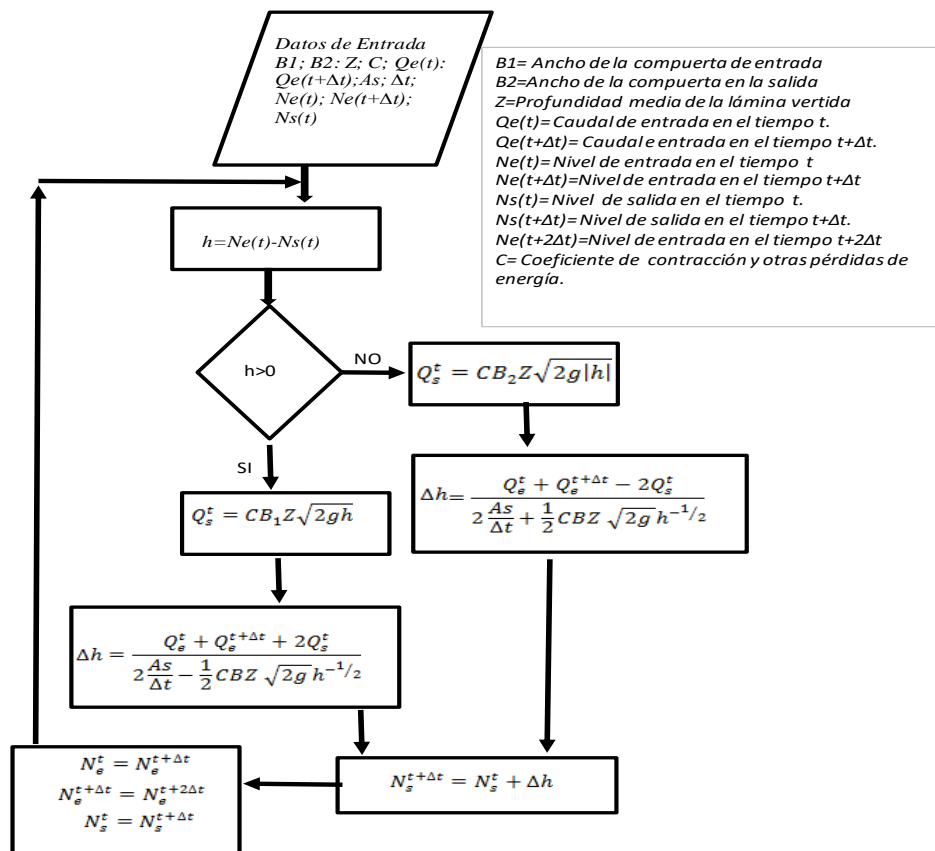 Datos de Entrada
B1; B2: Z; C; Qe(t):
Qe(t+Δt);As; Δt;
Ne(t); Ne(t+Δt);
Ns(t)
B1= Ancho de la compuerta de entrada
B2=Ancho de la compuerta en la salida
Z=Profundidad media de la lámina vertida
Qe(t)= Caudal de entrada en el tiempo t.
Qe(t+Δt)= Caudal e entrada en el tiempo t+Δt.
Ne(t)= Nivel de entrada en el tiempo t
Ne(t+Δt)=Nivel de entrada en el tiempo t+Δt
Ns(t)= Nivel de salida en el tiempo t.
Ns(t+Δt)= Nivel de salida en el tiempo t+Δt.
Ne(t+2Δt)=Nivel de entrada en el tiempo t+2Δt
C= Coeficiente de contracción y otras pérdidas de
energía.
h=Ne(t)-Ns(t)
h>0
NO
Q_s^t = CB_2Z√(2g|h|)
SI
Q_s^t = CB_1Z√(2gh)
Δh= (Q_e^t + Q_e^{t+Δt} − 2Q_s^t) / (2 As/Δt + 1/2 CBZ √(2g) h^{−1/2})
Δh = (Q_e^t + Q_e^{t+Δt} + 2Q_s^t) / (2 As/Δt − 1/2 CBZ √(2g) h^{−1/2})
N_s^{t+Δt} = N_s^t + Δh
N_e^t = N_e^{t+Δt}
N_e^{t+Δt} = N_e^{t+2Δt}
N_s^t = N_s^{t+Δt}